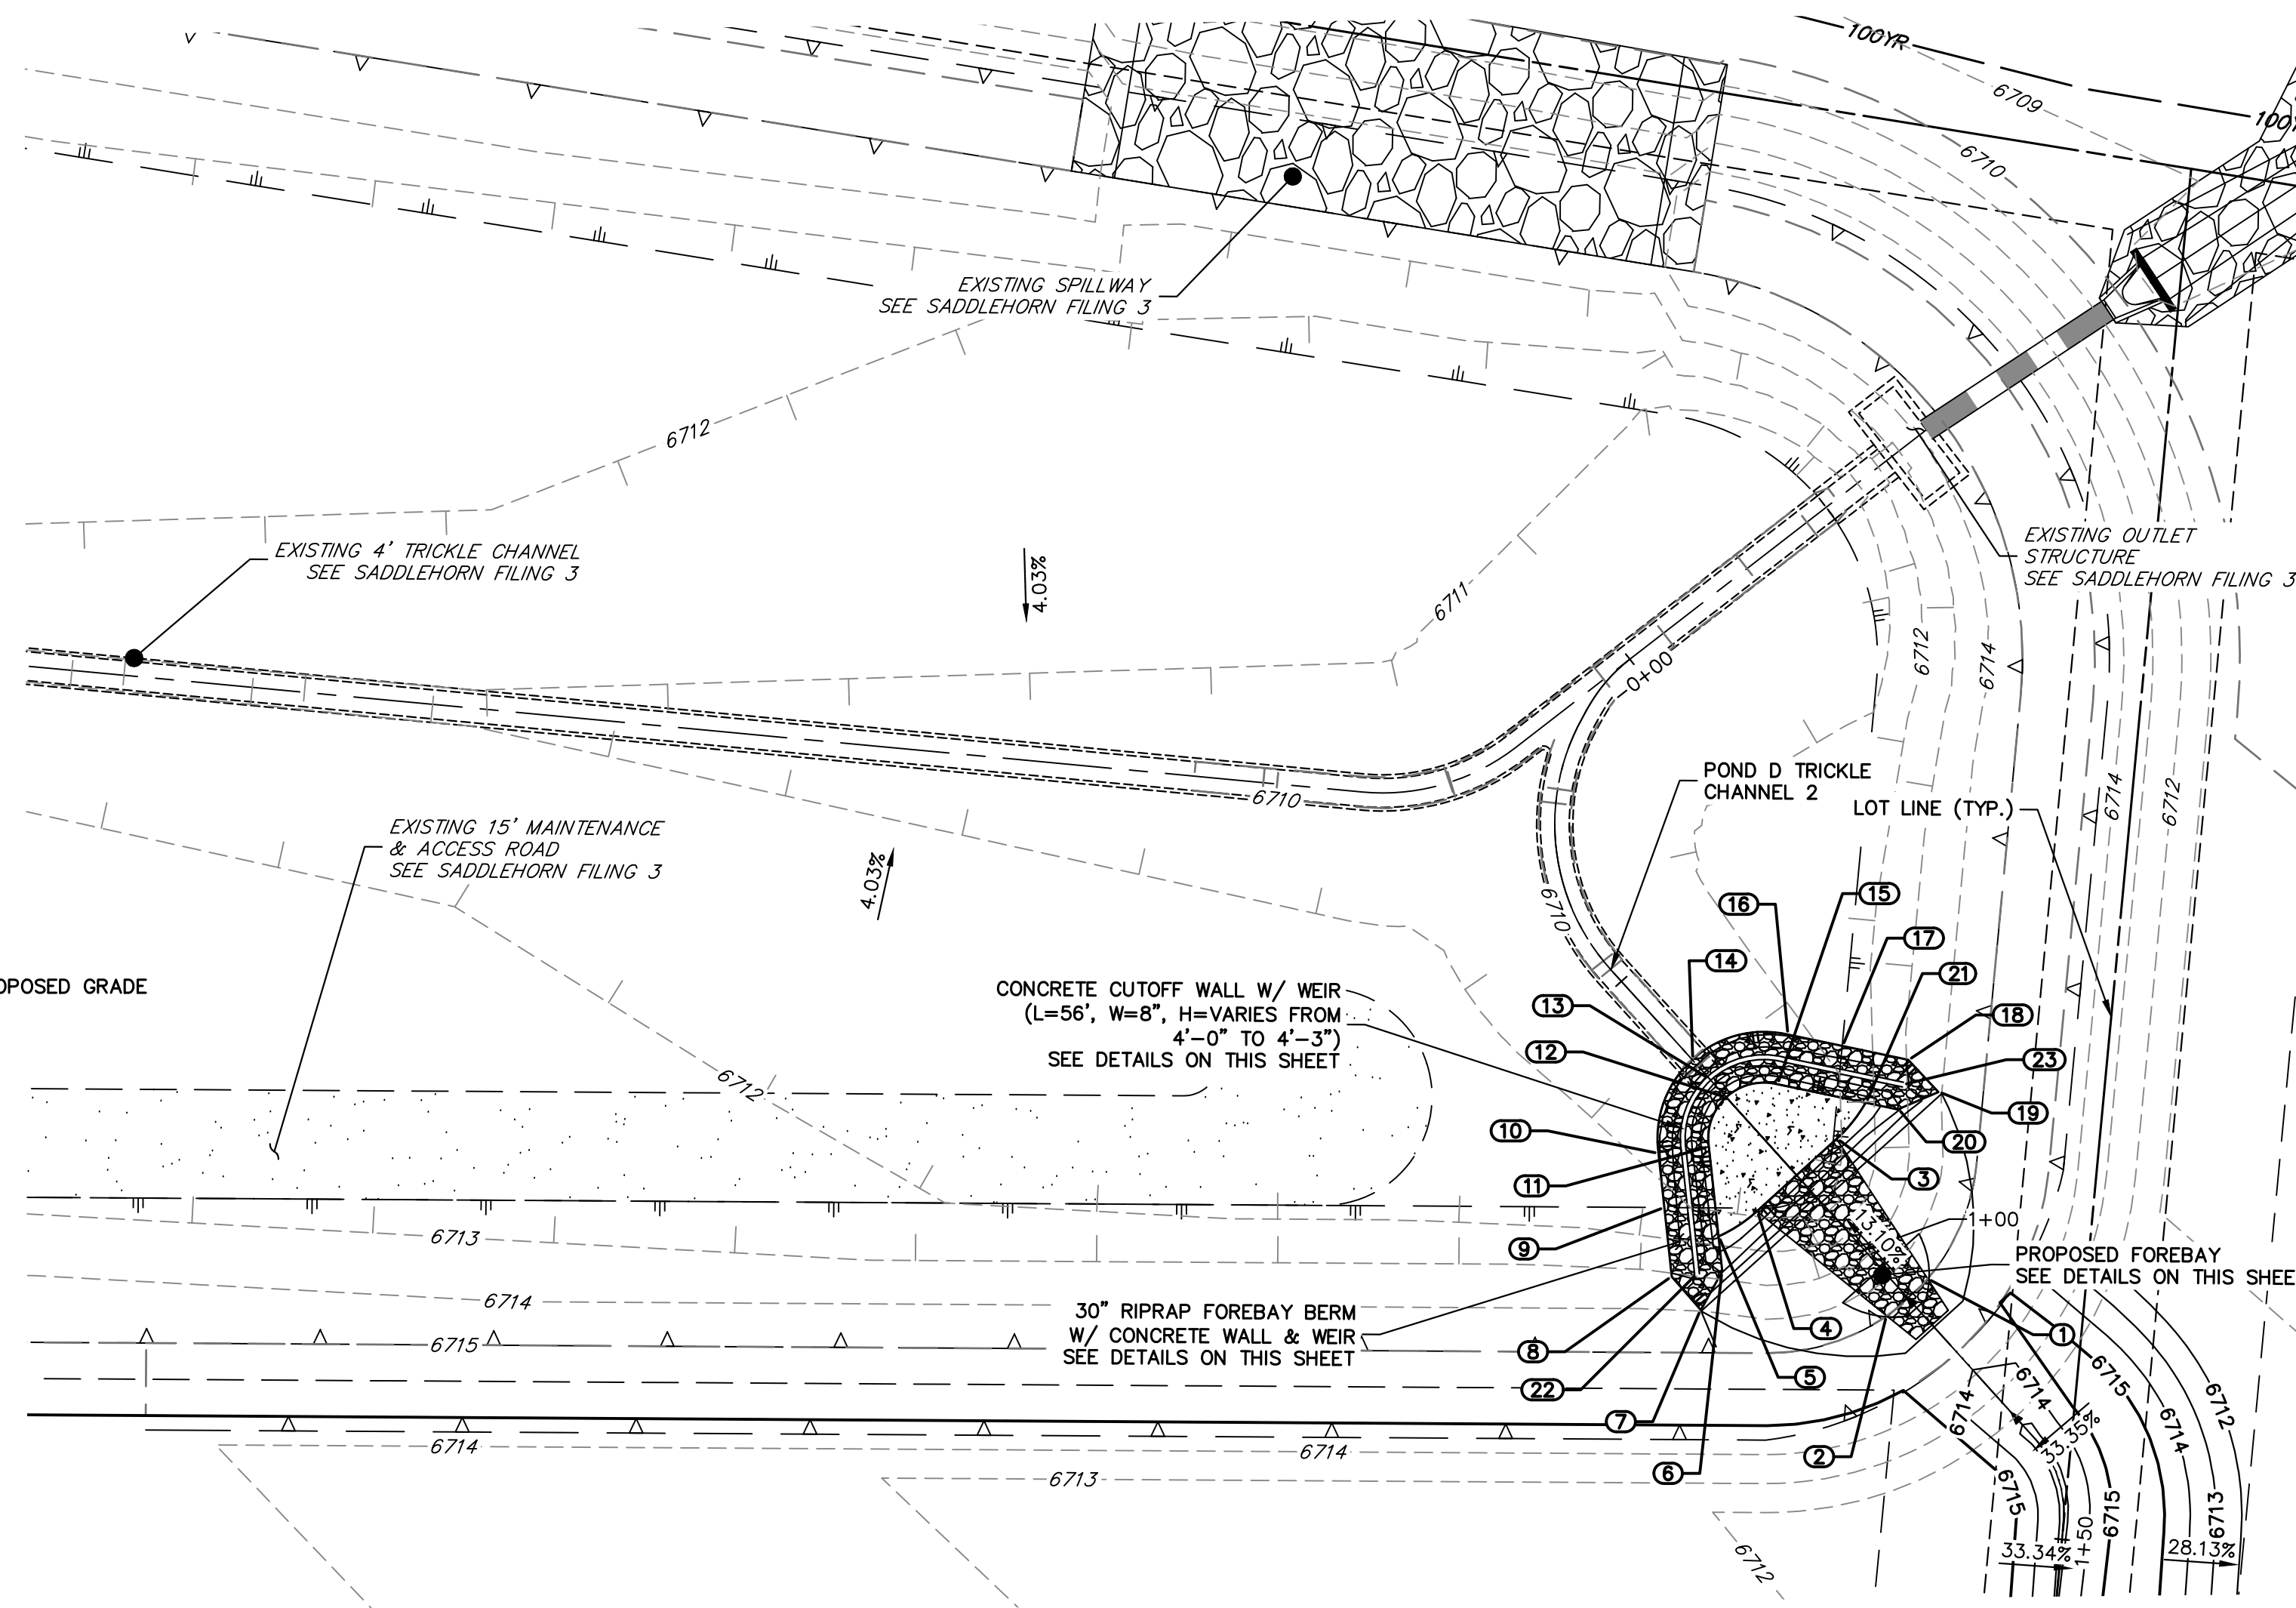 100YR
6709
6710
EXISTING SPILLWAY
SEE SADDLEHORN FILING 3
6712
EXISTING OUTLET
STRUCTURE
SEE SADDLEHORN FILING 3
EXISTING 4' TRICKLE CHANNEL
SEE SADDLEHORN FILING 3
4.03%
6711
0+00
6712
6714
POND D TRICKLE
CHANNEL 2
LOT LINE (TYP.)
6714
6712
6710
EXISTING 15' MAINTENANCE
& ACCESS ROAD
SEE SADDLEHORN FILING 3
4.03%
6710
15
16
17
14
21
OPOSED GRADE
CONCRETE CUTOFF WALL W/ WEIR
(L=56', W=8", H=VARIES FROM
4'-0" TO 4'-3")
SEE DETAILS ON THIS SHEET
13
18
12
23
6712
19
10
20
11
3
13.10%
1+00
6713
9
PROPOSED FOREBAY
SEE DETAILS ON THIS SHEE
6714
30" RIPRAP FOREBAY BERM
W/ CONCRETE WALL & WEIR
SEE DETAILS ON THIS SHEET
4
1
6715
8
5
22
6715
6714
6712
6714
7
6714
33.35%
6714
6714
2
6713
6
6715
6715
6713
1+50
33.34%
28.13%
6712